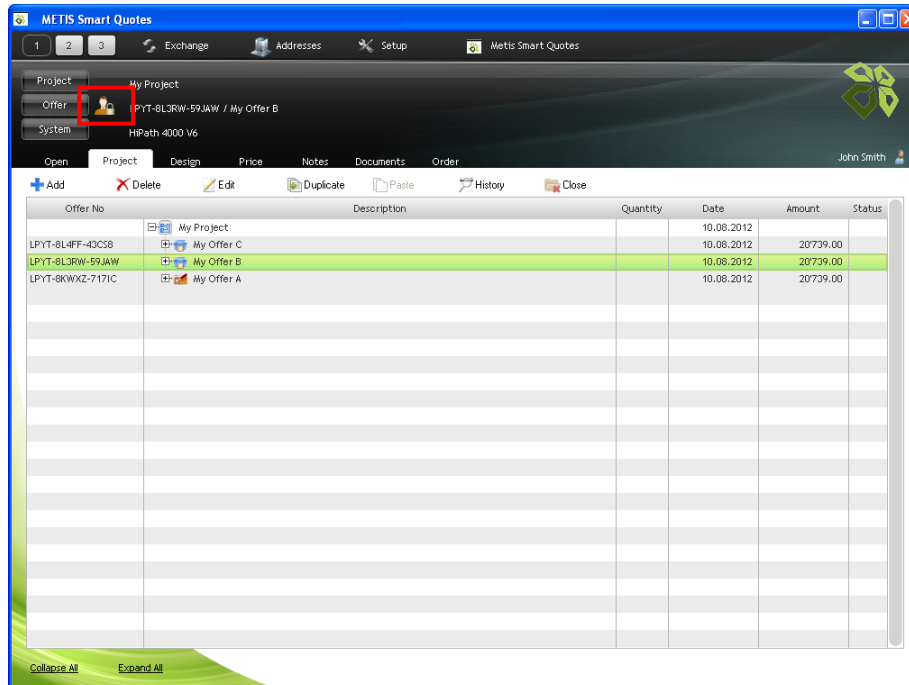 METIS Smart Quotes
1 2 3 Exchange Addresses Setup Metis Smart Quotes
Project My Project
Offer LPYT-8L3RW-59JAW / My Offer B
System HiPath 4000 V6
Open Project Design Price Notes Documents Order John Smith
Add Delete Edit Duplicate Paste History Close
Offer No Description Quantity Date Amount Status
My Project 10.08.2012
LPYT-8L4FF-43CS8 My Offer C 10.08.2012 20'739.00
LPYT-8L3RW-59JAW My Offer B 10.08.2012 20'739.00
LPYT-8KWXZ-717IC My Offer A 10.08.2012 20'739.00
Collapse All Expand All